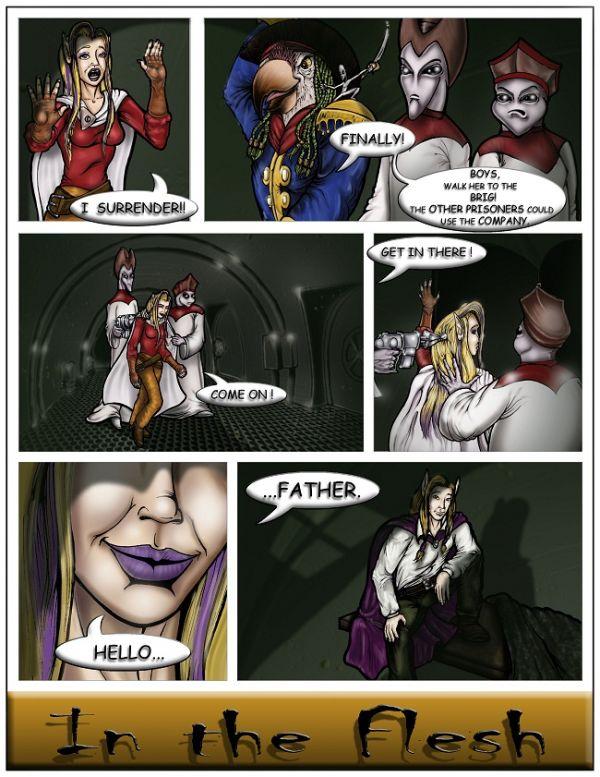 I SURRENDER!!
FINALLY!
BOYS,
WALK HER TO THE
BRIG!
THE OTHER PRISONERS COULD
USE THE COMPANY.
COME ON !
GET IN THERE !
HELLO...
...FATHER.
In the Flesh